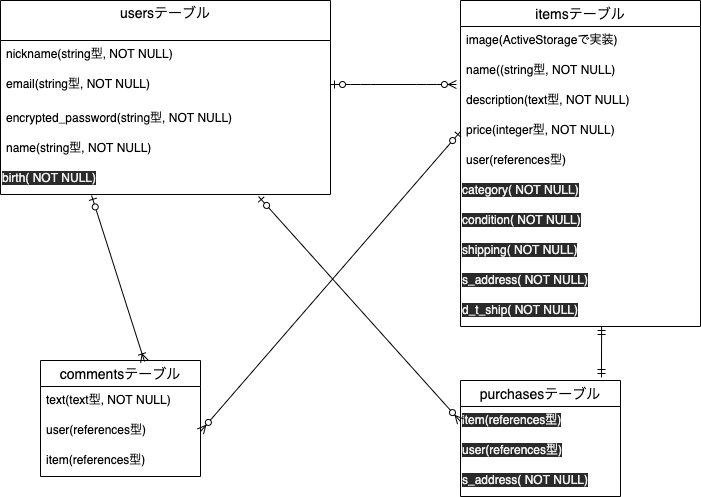 usersテーブル
nickname(string型, NOT NULL)
email(string型, NOT NULL)
encrypted_password(string型, NOT NULL)
name(string型, NOT NULL)
birth( NOT NULL)
itemsテーブル
image(ActiveStorageで実装)
name((string型, NOT NULL)
description(text型, NOT NULL)
price(integer型, NOT NULL)
user(references型)
category( NOT NULL)
condition( NOT NULL)
shipping( NOT NULL)
s_address( NOT NULL)
d_t_ship( NOT NULL)
commentsテーブル
text(text型, NOT NULL)
user(references型)
item(references型)
purchasesテーブル
item(references型)
user(references型)
s_address( NOT NULL)